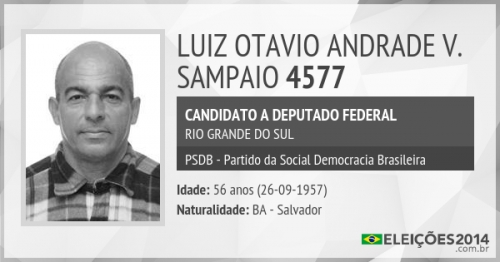 LUIZ OTAVIO ANDRADE V.
SAMPAIO 4577
CANDIDATO A DEPUTADO FEDERAL
RIO GRANDE DO SUL
PSDB - Partido da Social Democracia Brasileira
Idade: 56 anos (26-09-1957)
Naturalidade: BA - Salvador
ELEIÇÕES2014
.com.br